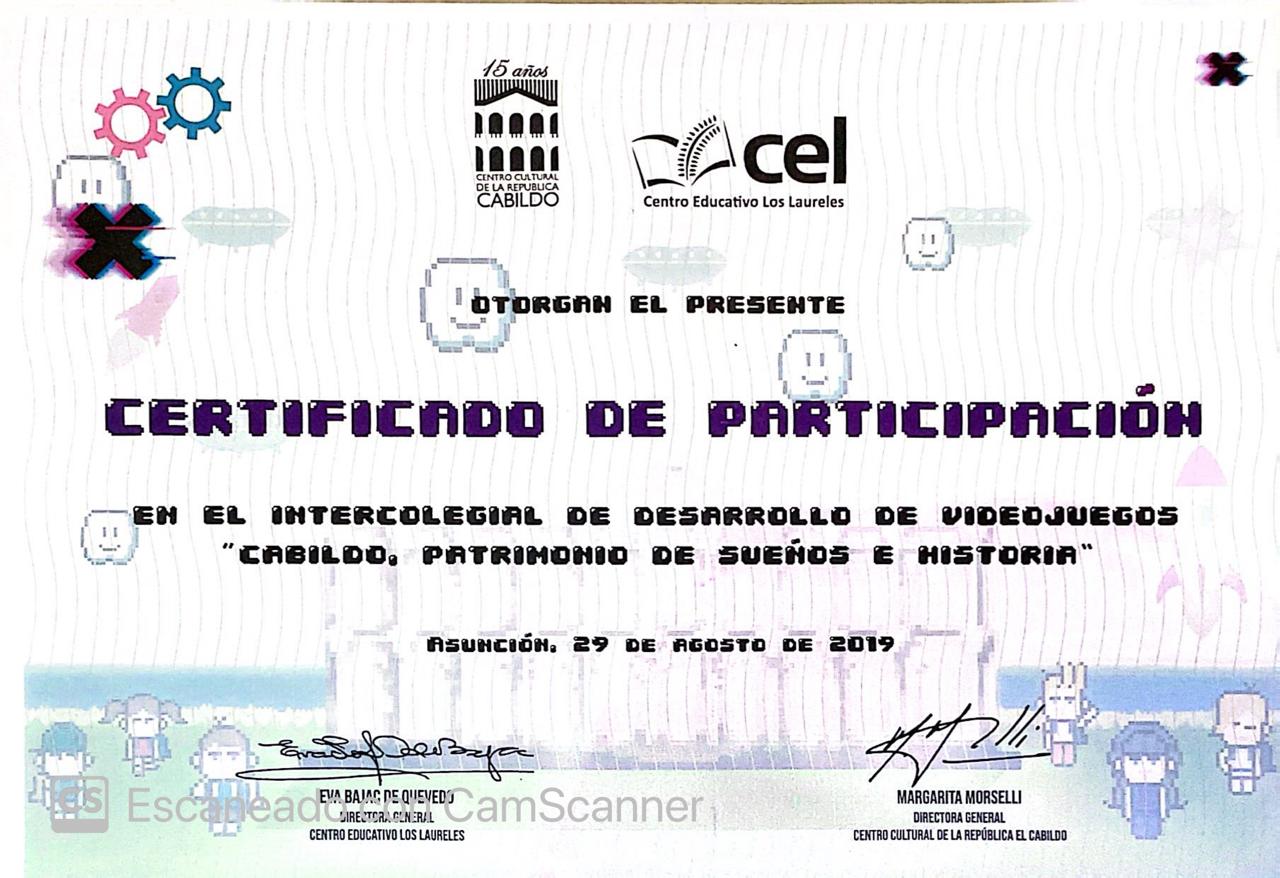 15 años
CENTRO CULTURAL
DE LA REPÚBLICA
CABILDO
cel
Centro Educativo Los Laureles
OTORGAN EL PRESENTE
CERTIFICADO DE PARTICIPACIÓN
EN EL INTERCOLEGIAL DE DESARROLLO DE VIDEOJUEGOS
"CABILDO, PATRIMONIO DE SUEÑOS E HISTORIA"
ASUNCIÓN, 29 DE AGOSTO DE 2019
EVA BAJAC DE QUEVEDO
DIRECTORA GENERAL
CENTRO EDUCATIVO LOS LAURELES
MARGARITA MORSELLI
DIRECTORA GENERAL
CENTRO CULTURAL DE LA REPÚBLICA EL CABILDO
CS Escaneado con CamScanner